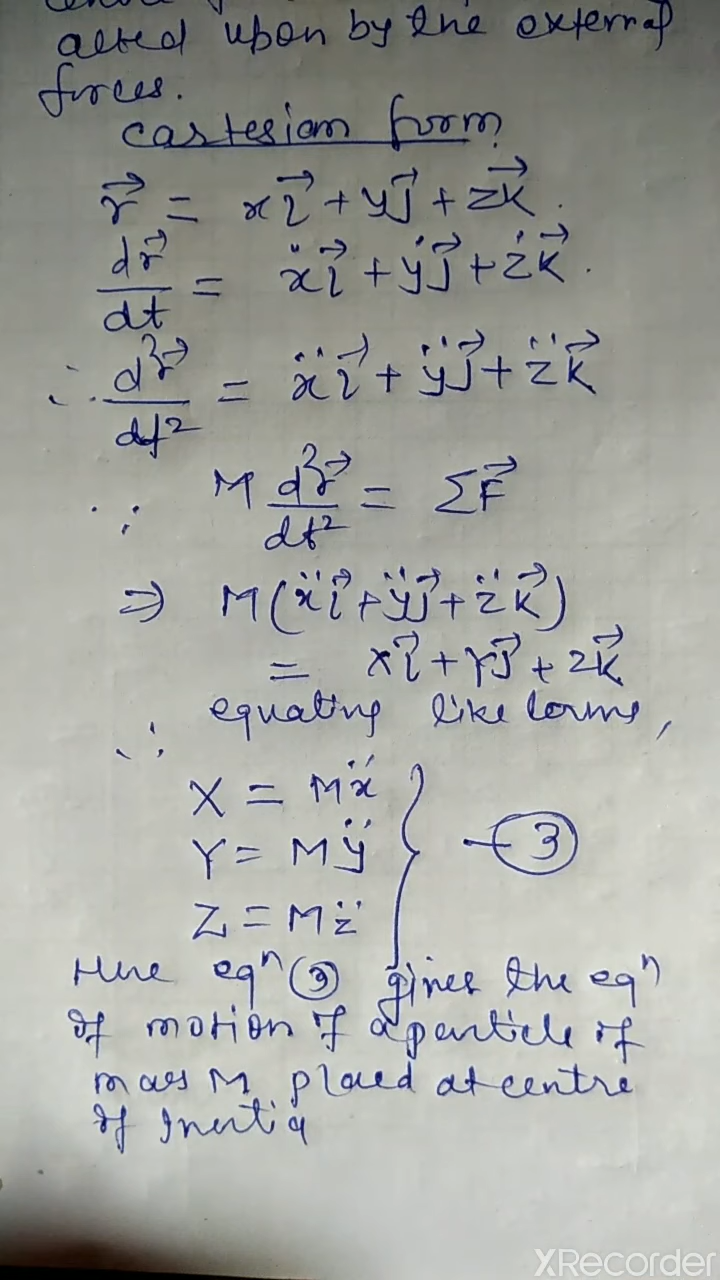 acted upon by the external
forces.
Cartesian form
r⃗ = xi⃗ + yj⃗ + zk⃗.
dr⃗/dt = ẋi⃗ + ẏj⃗ + żk⃗.
∴ d²r⃗/dt² = ẍi⃗ + ÿj⃗ + z̈k⃗
∵ M d²r⃗/dt² = ΣF⃗
⇒ M(ẍi⃗ + ÿj⃗ + z̈k⃗)
= Xi⃗ + Yj⃗ + Zk⃗
∴ equating like terms,
X = Mẍ
Y = Mÿ } — ③
Z = Mz̈
Here eqⁿ ③ gives the eqⁿ
of motion of a particle of
mass M placed at centre
of Inertia
XRecorder